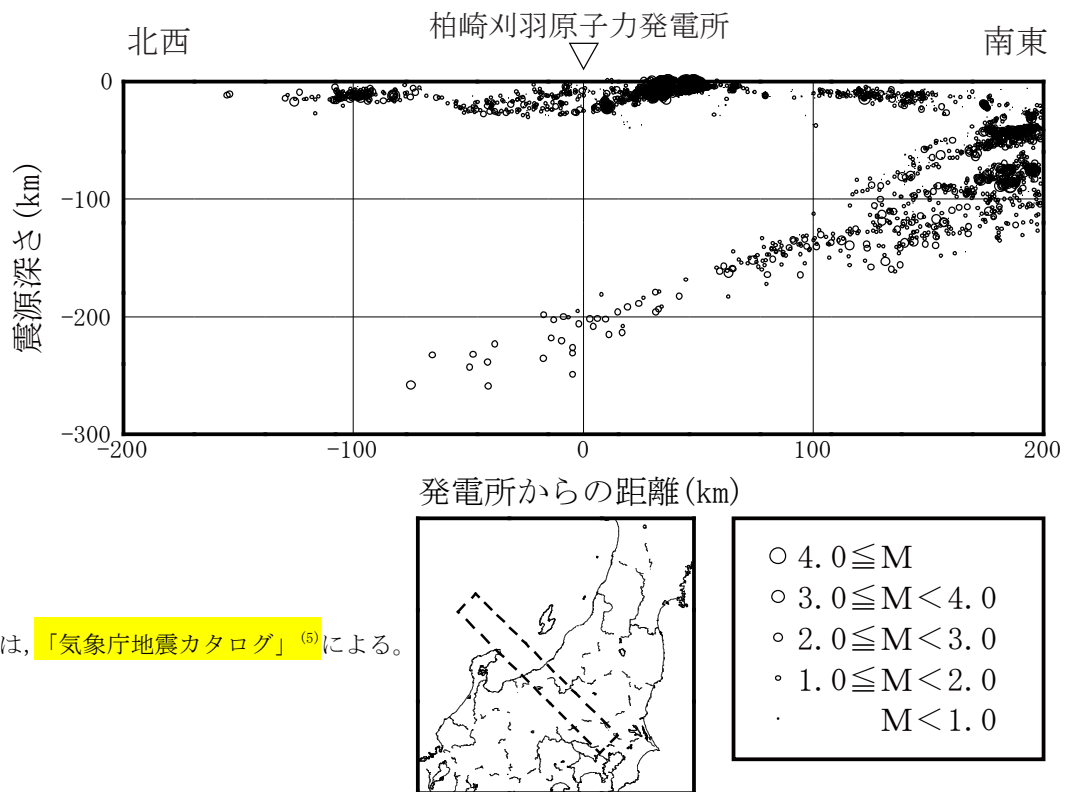 柏崎刈羽原子力発電所
北西
南東
▽
0
-100
-200
-300
震源深さ(km)
-200
-100
0
100
200
発電所からの距離(km)
○ 4.0≦M
○ 3.0≦M<4.0
○ 2.0≦M<3.0
○ 1.0≦M<2.0
・ M<1.0
は,「気象庁地震カタログ」(5)による。